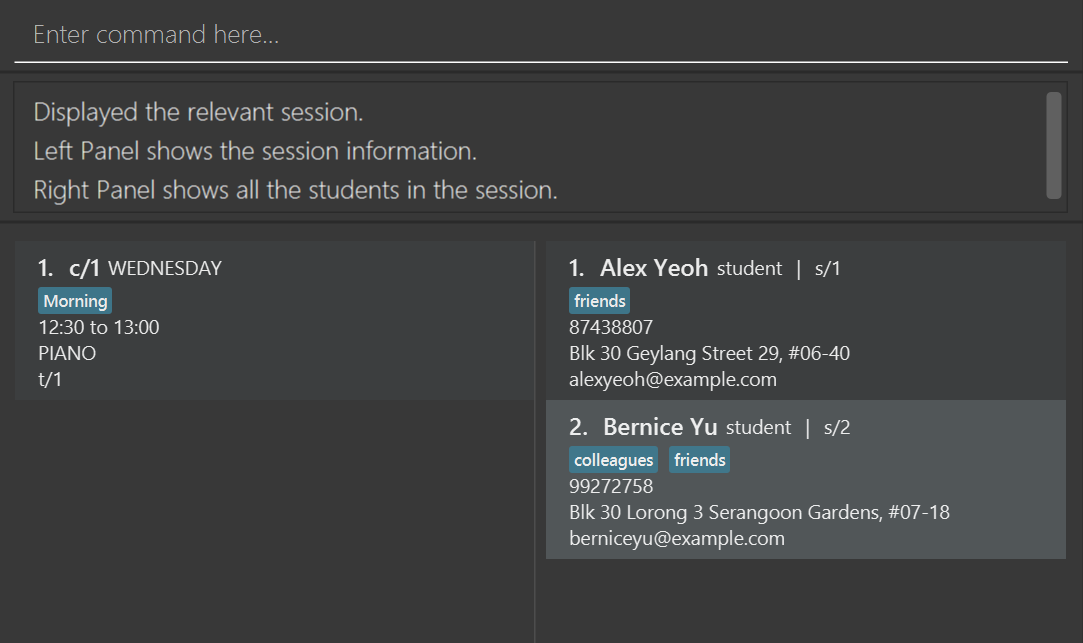 Enter command here...
Displayed the relevant session.
Left Panel shows the session information.
Right Panel shows all the students in the session.
1. c/1 WEDNESDAY
Morning
12:30 to 13:00
PIANO
t/1
1. Alex Yeoh student | s/1
friends
87438807
Blk 30 Geylang Street 29, #06-40
alexyeoh@example.com
2. Bernice Yu student | s/2
colleagues friends
99272758
Blk 30 Lorong 3 Serangoon Gardens, #07-18
berniceyu@example.com